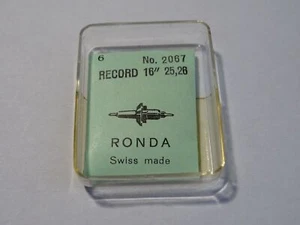 6 No. 2067
RECORD 16''' 25,26
RONDA
Swiss made